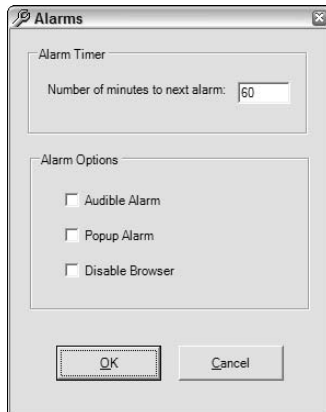 Alarms
Alarm Timer
Number of minutes to next alarm: 60
Alarm Options
Audible Alarm
Popup Alarm
Disable Browser
OK Cancel